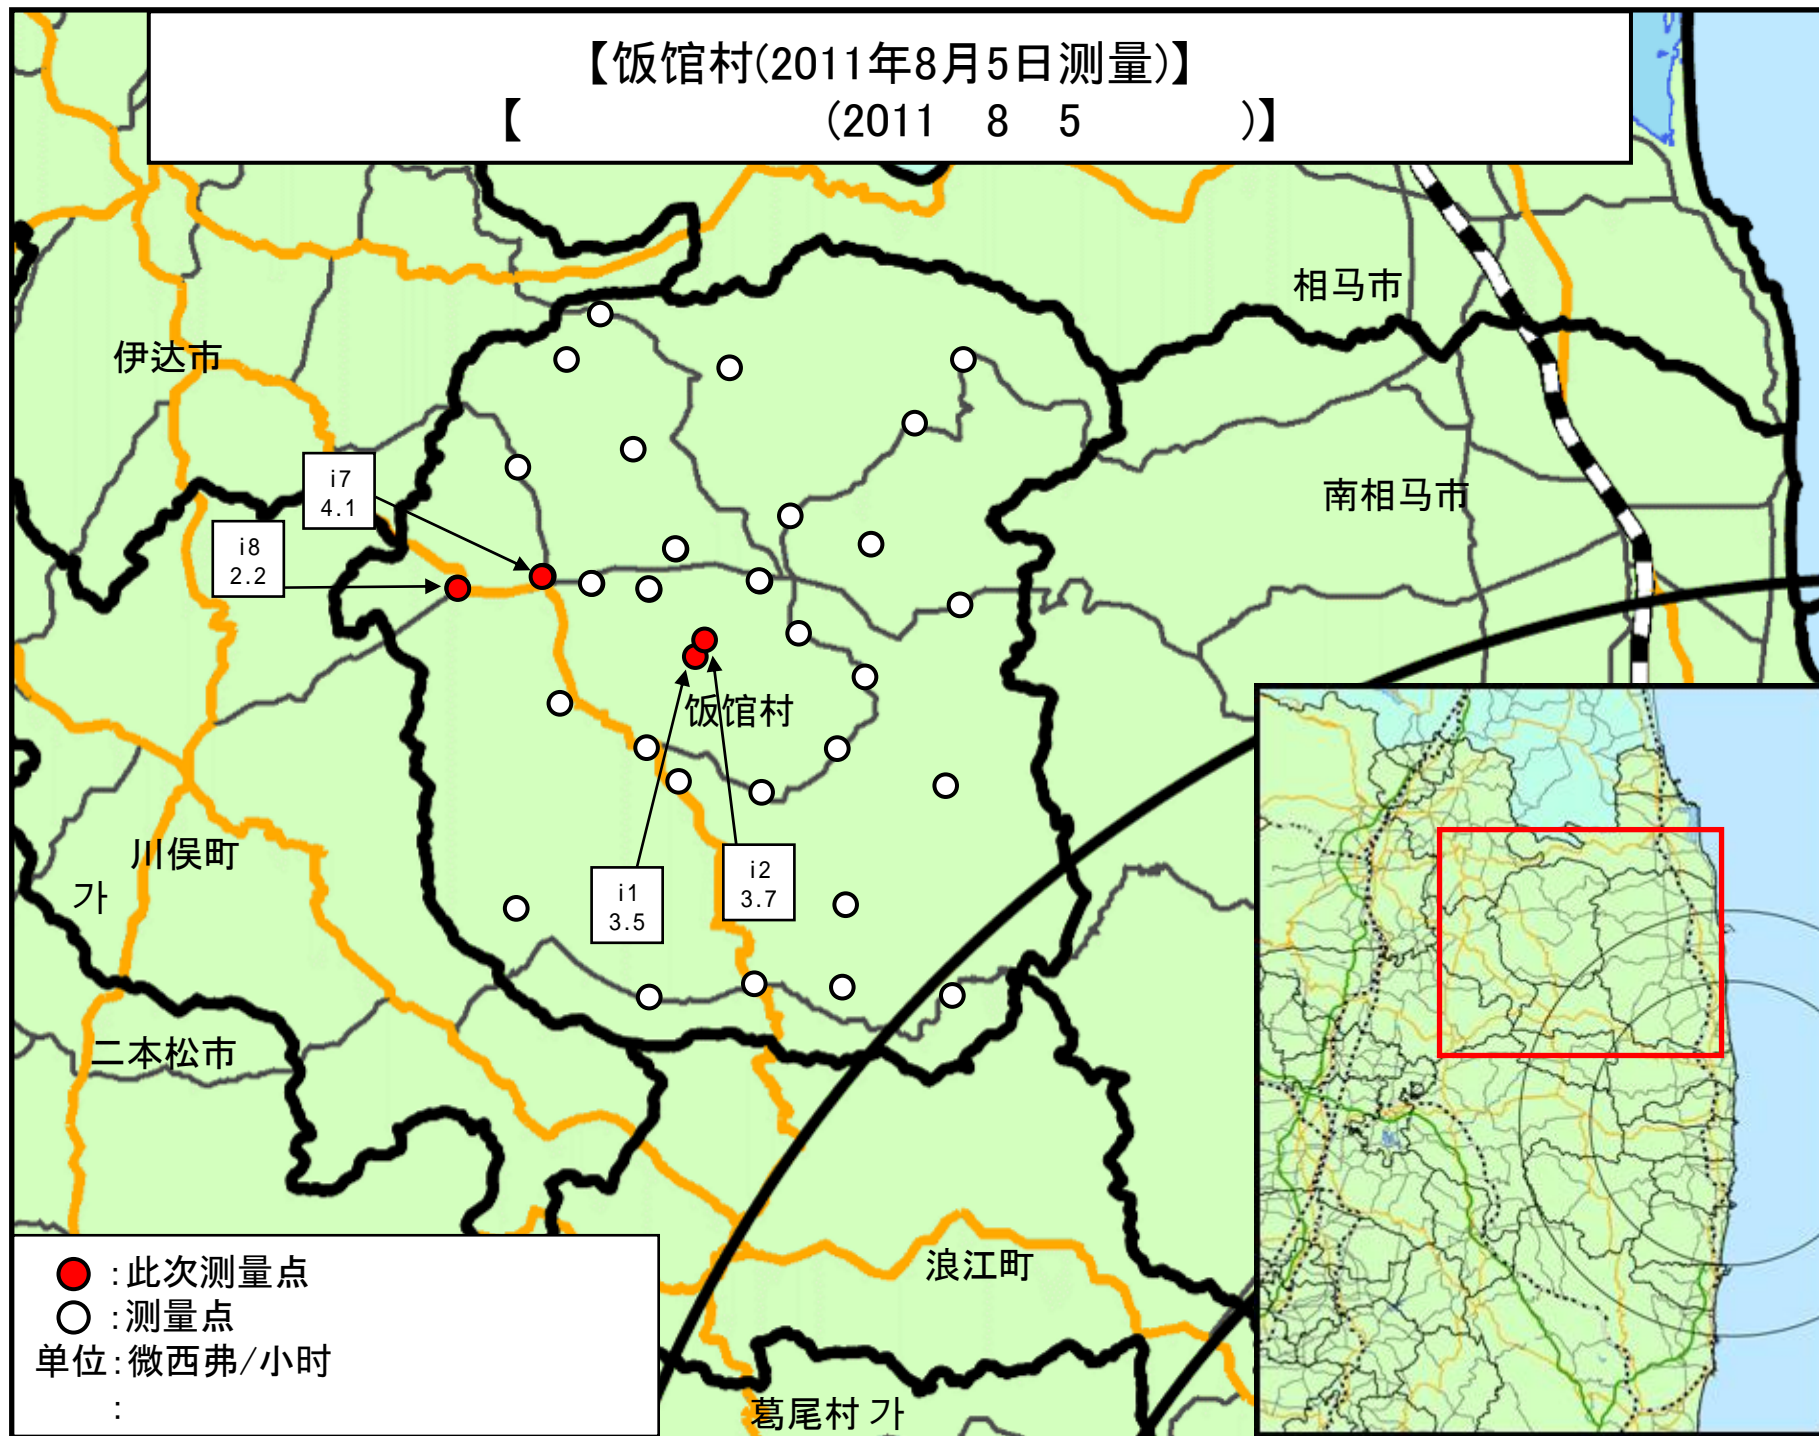 【饭馆村(2011年8月5日测量)】
【 (2011 8 5 )】
相马市
伊达市
i7
4.1
南相马市
i8
2.2
饭馆村
川俣町
가
i2
3.7
i1
3.5
二本松市
浪江町
:此次测量点
:测量点
单位:微西弗/小时
:
葛尾村 가